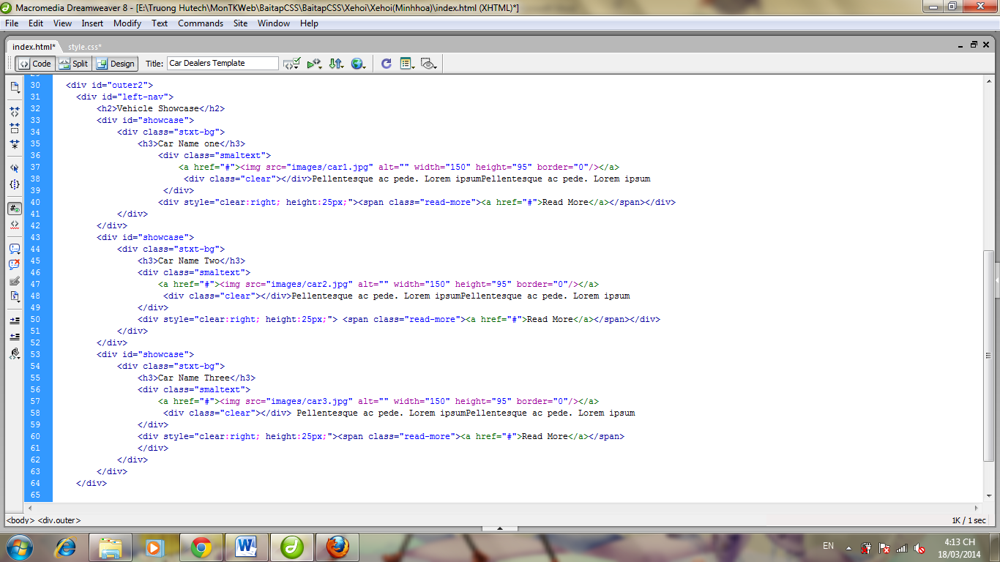 Macromedia Dreamweaver 8 - [E:\Truong Hutech\MonTKWeb\BaitapCSS\BaitapCSS\Xehoi\Xehoi(Minhhoa)\index.html (XHTML)*]
File Edit View Insert Modify Text Commands Site Window Help
index.html* style.css*
Code Split Design Title: Car Dealers Template
30 <div id="outer2">
31 <div id="left-nav">
32 <h2>Vehicle Showcase</h2>
33 <div id="showcase">
34 <div class="stxt-bg">
35 <h3>Car Name one</h3>
36 <div class="smaltext">
37 <a href="#"><img src="images/car1.jpg" alt="" width="150" height="95" border="0"/></a>
38 <div class="clear"></div>Pellentesque ac pede. Lorem ipsumPellentesque ac pede. Lorem ipsum
39 </div>
40 <div style="clear:right; height:25px;"><span class="read-more"><a href="#">Read More</a></span></div>
41 </div>
42 </div>
43 <div id="showcase">
44 <div class="stxt-bg">
45 <h3>Car Name Two</h3>
46 <div class="smaltext">
47 <a href="#"><img src="images/car2.jpg" alt="" width="150" height="95" border="0"/></a>
48 <div class="clear"></div>Pellentesque ac pede. Lorem ipsumPellentesque ac pede. Lorem ipsum
49 </div>
50 <div style="clear:right; height:25px;"> <span class="read-more"><a href="#">Read More</a></span></div>
51 </div>
52 </div>
53 <div id="showcase">
54 <div class="stxt-bg">
55 <h3>Car Name Three</h3>
56 <div class="smaltext">
57 <a href="#"><img src="images/car3.jpg" alt="" width="150" height="95" border="0"/></a>
58 <div class="clear"></div> Pellentesque ac pede. Lorem ipsumPellentesque ac pede. Lorem ipsum
59 </div>
60 <div style="clear:right; height:25px;"><span class="read-more"><a href="#">Read More</a></span>
61 </div>
62 </div>
63 </div>
64 </div>
65
<body> <div.outer> 1K / 1 sec
EN 4:13 CH
18/03/2014